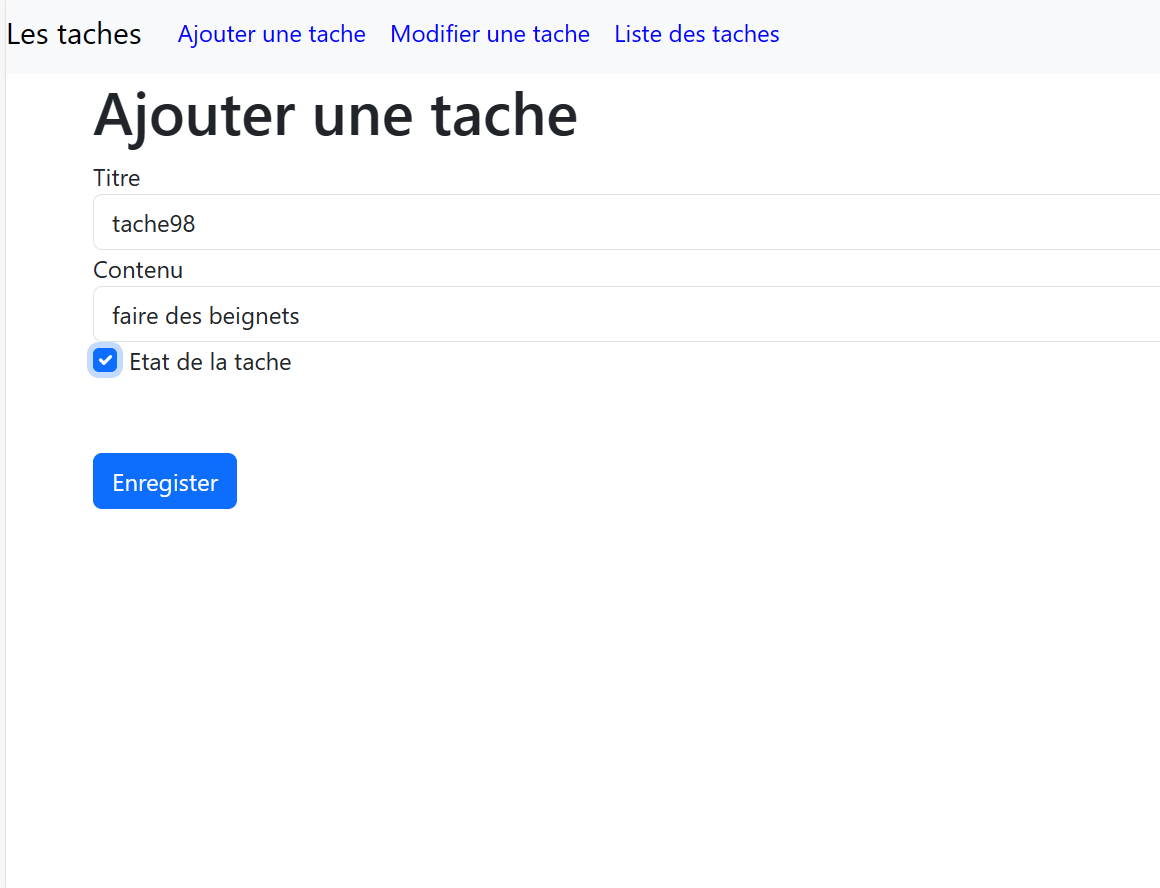 Les taches Ajouter une tache Modifier une tache Liste des taches
Ajouter une tache
Titre
tache98
Contenu
faire des beignets
Etat de la tache
Enregister